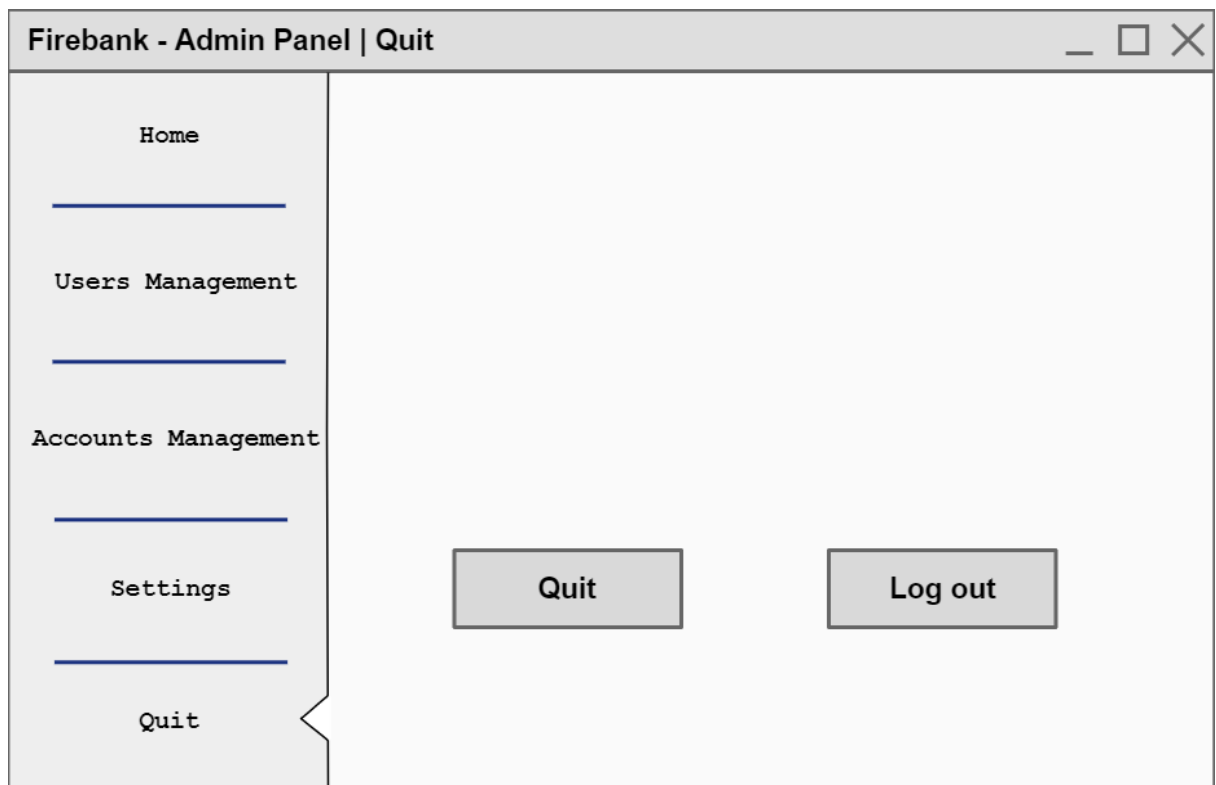 Firebank - Admin Panel | Quit
Home
Users Management
Accounts Management
Settings
Quit
Quit
Log out